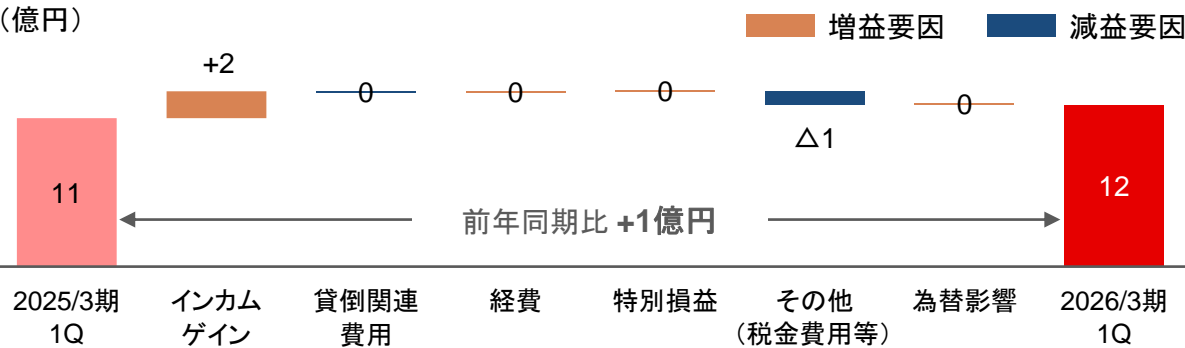 （億円）
増益要因 減益要因
+2
0
0
0
△1
0
11
12
前年同期比 +1億円
2025/3期
1Q
インカム
ゲイン
貸倒関連
費用
経費
特別損益
その他
（税金費用等）
為替影響
2026/3期
1Q